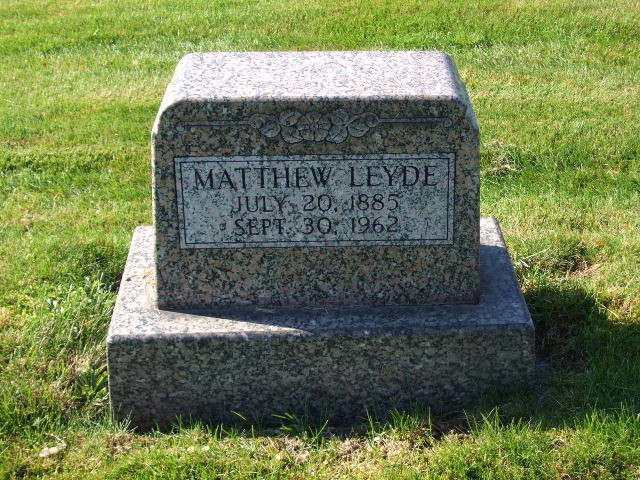 MATTHEW LEYDE
JULY 20, 1885
SEPT. 30, 1962